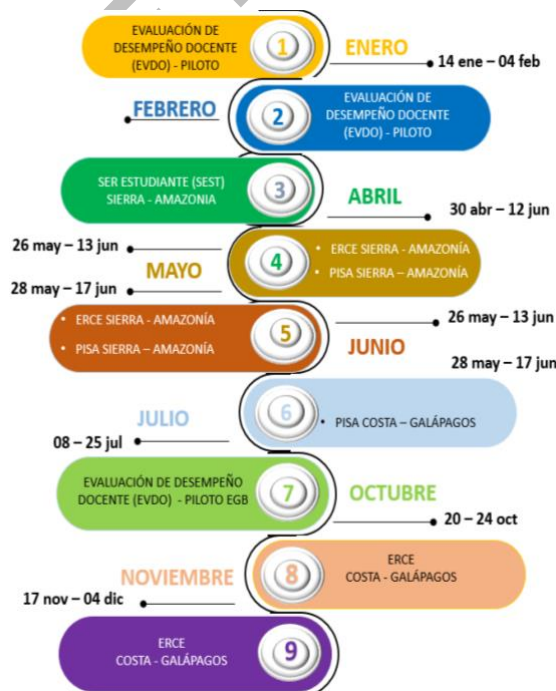 EVALUACIÓN DE
DESEMPEÑO DOCENTE
(EVDO) - PILOTO
1
ENERO
14 ene – 04 feb
FEBRERO
2
EVALUACIÓN DE
DESEMPEÑO DOCENTE
(EVDO) - PILOTO
SER ESTUDIANTE (SEST)
SIERRA - AMAZONIA
3
ABRIL
30 abr – 12 jun
26 may – 13 jun
MAYO
28 may – 17 jun
4
• ERCE SIERRA - AMAZONÍA
• PISA SIERRA – AMAZONÍA
• ERCE SIERRA - AMAZONÍA
• PISA SIERRA – AMAZONÍA
5
26 may – 13 jun
JUNIO
28 may – 17 jun
JULIO
08 – 25 jul
6
• PISA COSTA – GALÁPAGOS
EVALUACIÓN DE DESEMPEÑO
DOCENTE (EVDO) - PILOTO EGB
7
OCTUBRE
20 – 24 oct
NOVIEMBRE
17 nov – 04 dic
8
ERCE
COSTA - GALÁPAGOS
ERCE
COSTA - GALÁPAGOS
9